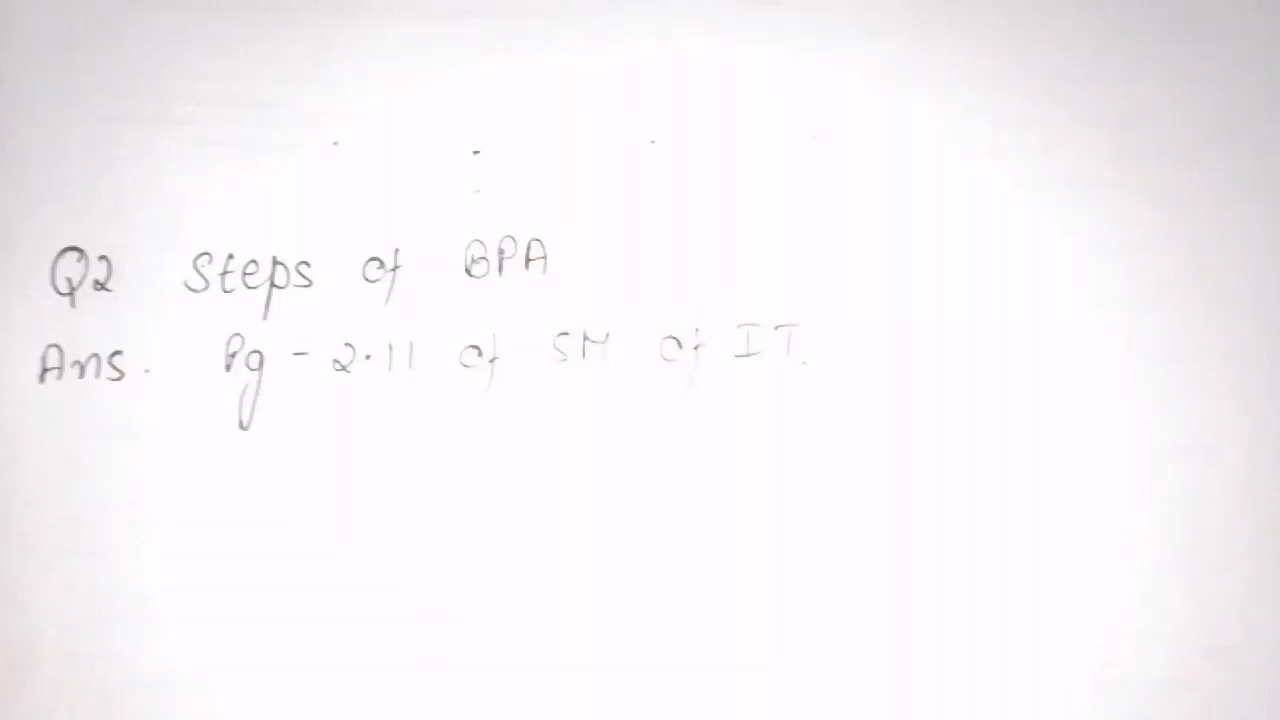 Q2 Steps of BPA
Ans. Pg - 2.11 of SM of IT.